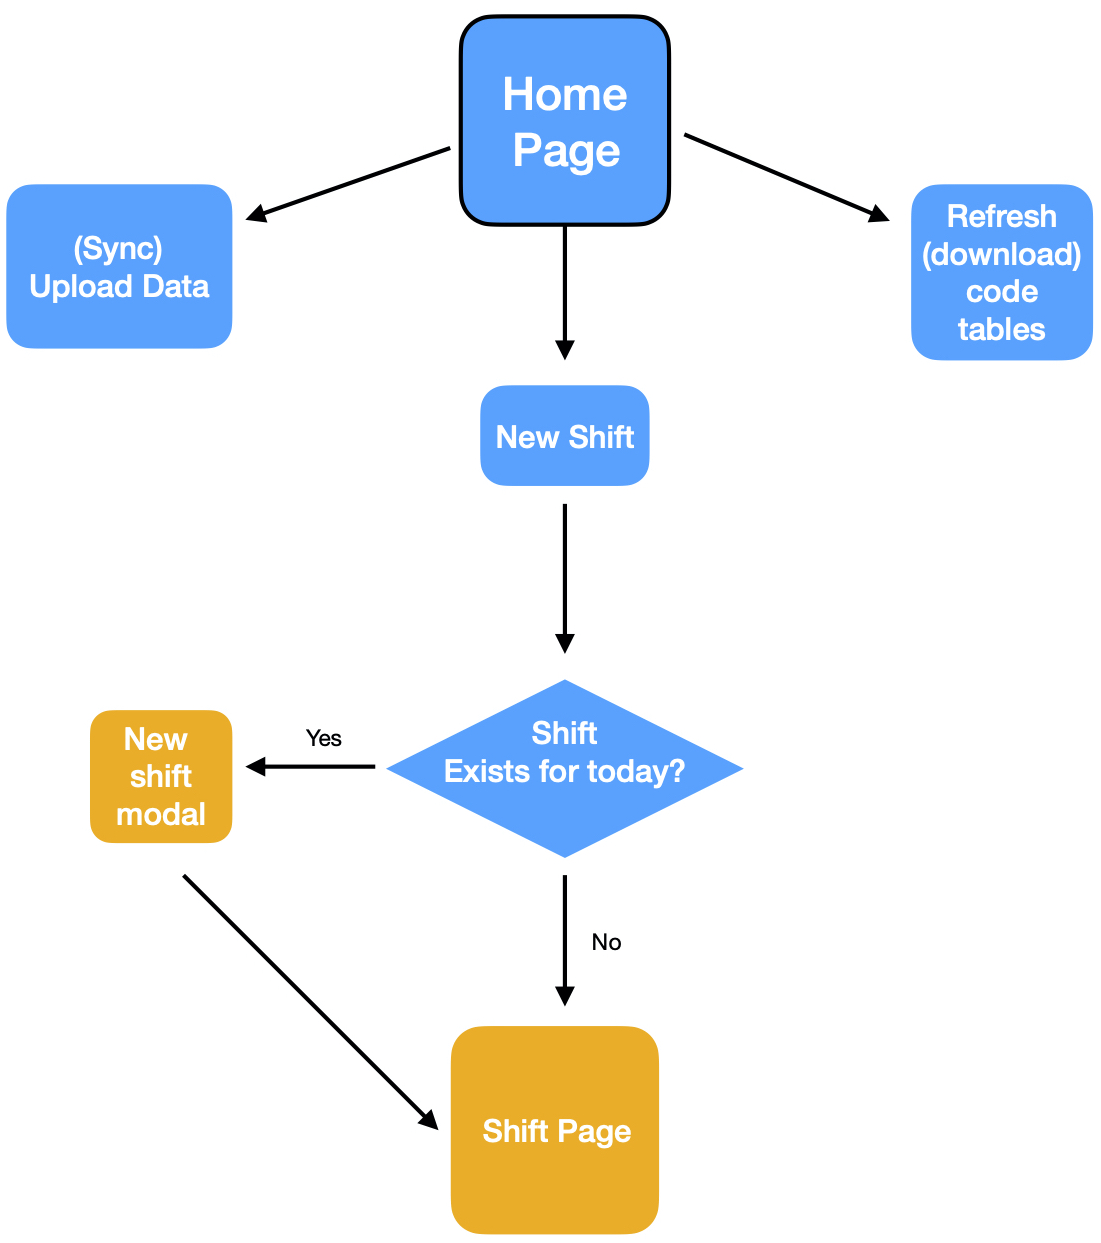 Home
Page
(Sync)
Upload Data
Refresh
(download)
code
tables
New Shift
Shift
Exists for today?
Yes
New
shift
modal
No
Shift Page